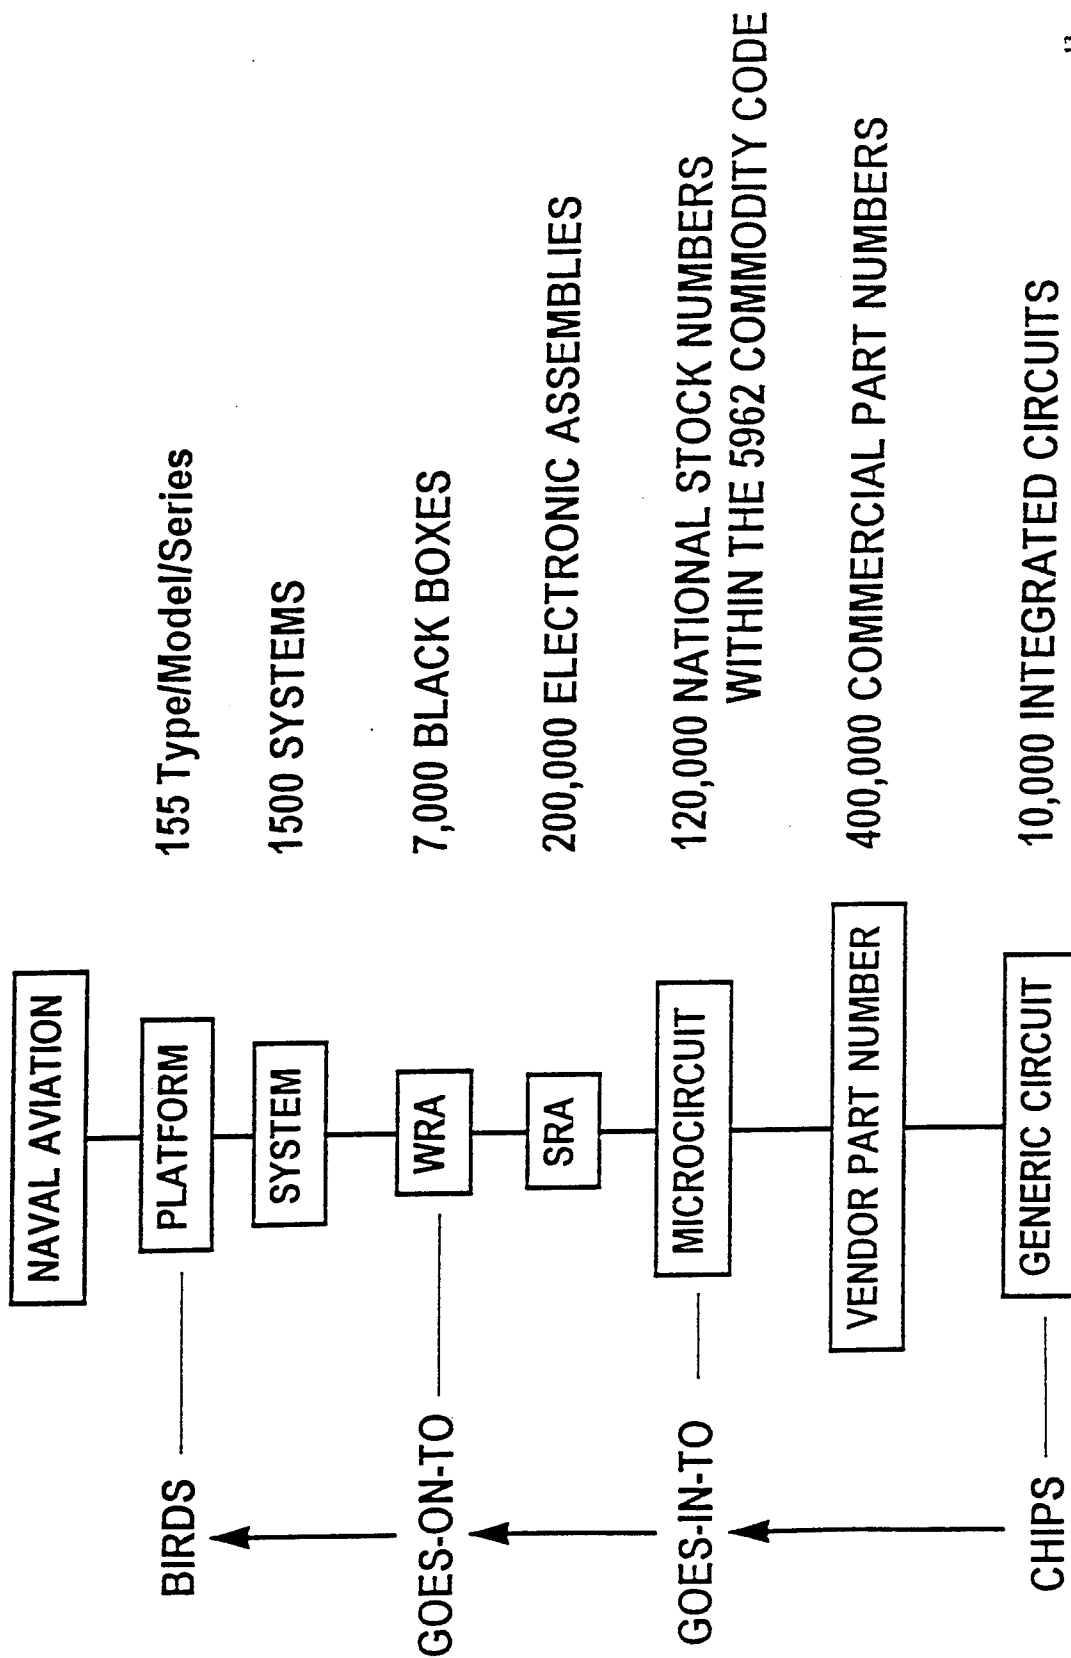 NAVAL AVIATION
BIRDS
PLATFORM
155 Type/Model/Series
SYSTEM
1500 SYSTEMS
GOES-ON-TO
WRA
7,000 BLACK BOXES
SRA
200,000 ELECTRONIC ASSEMBLIES
GOES-IN-TO
MICROCIRCUIT
120,000 NATIONAL STOCK NUMBERS
WITHIN THE 5962 COMMODITY CODE
VENDOR PART NUMBER
400,000 COMMERCIAL PART NUMBERS
CHIPS
GENERIC CIRCUIT
10,000 INTEGRATED CIRCUITS